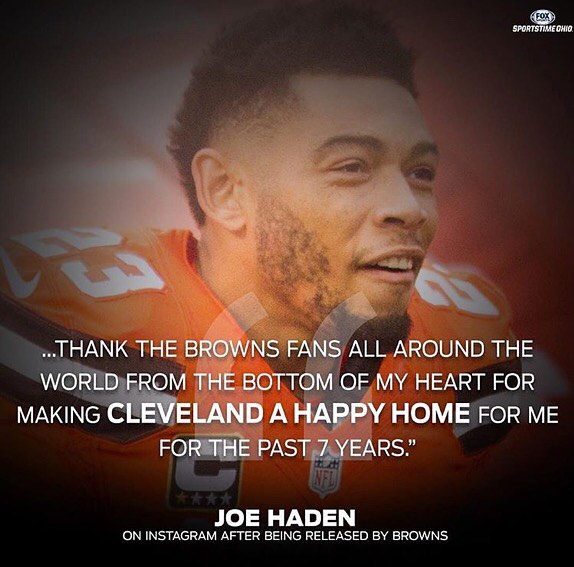 FOX
SPORTSTIME OHIO
23
...THANK THE BROWNS FANS ALL AROUND THE
WORLD FROM THE BOTTOM OF MY HEART FOR
MAKING CLEVELAND A HAPPY HOME FOR ME
FOR THE PAST 7 YEARS.”
C
NFL
JOE HADEN
ON INSTAGRAM AFTER BEING RELEASED BY BROWNS